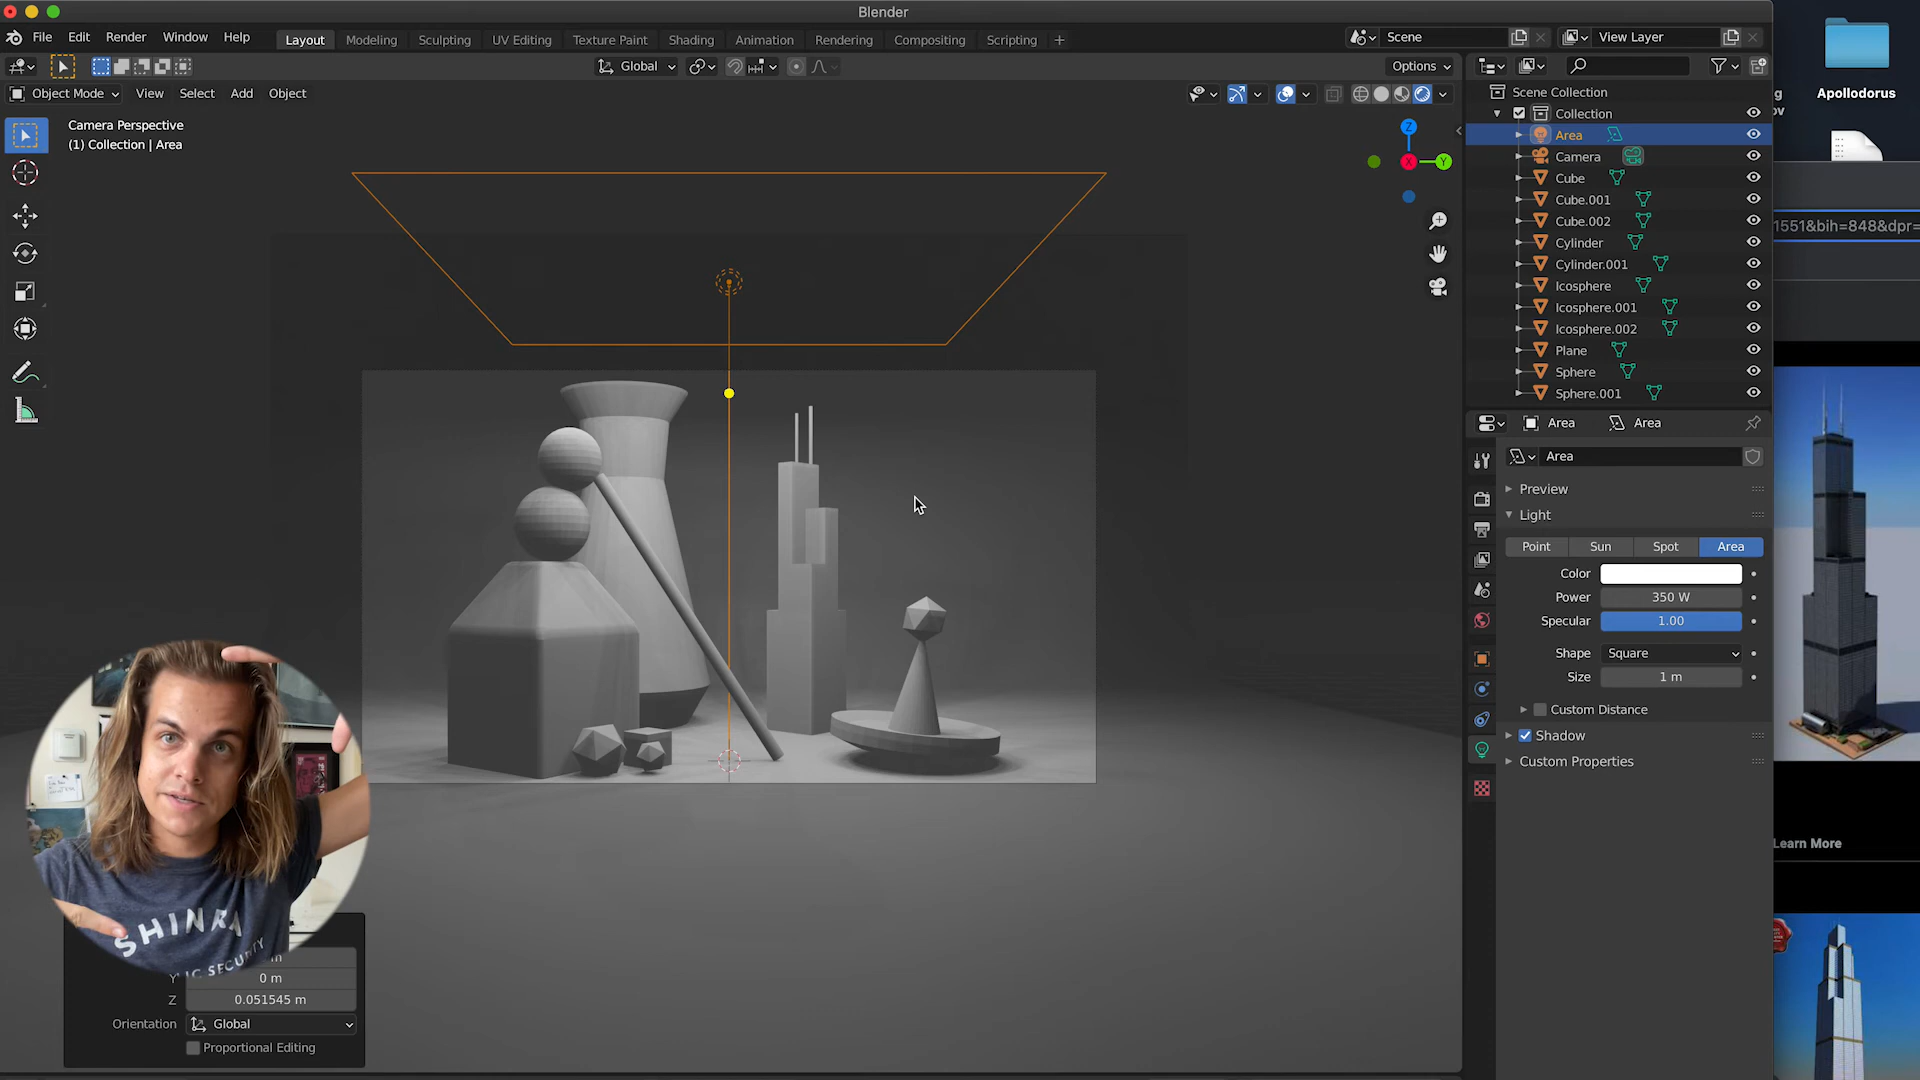 Blender
File Edit Render Window Help
Layout Modeling Sculpting UV Editing Texture Paint Shading Animation Rendering Compositing Scripting +
Scene
View Layer
Global
Options
Object Mode View Select Add Object
Camera Perspective
(1) Collection | Area
Z
X
Y
Scene Collection
Collection
Area
Camera
Cube
Cube.001
Cube.002
Cylinder
Cylinder.001
Icosphere
Icosphere.001
Icosphere.002
Plane
Sphere
Sphere.001
Area Area
Area
Preview
Light
Point Sun Spot Area
Color
Power 350 W
Specular 1.00
Shape Square
Size 1 m
Custom Distance
Shadow
Custom Properties
Apollodorus
1551&bih=848&dpr=
Learn More
SHINRA
Y 0 m
Z 0.051545 m
Orientation Global
Proportional Editing